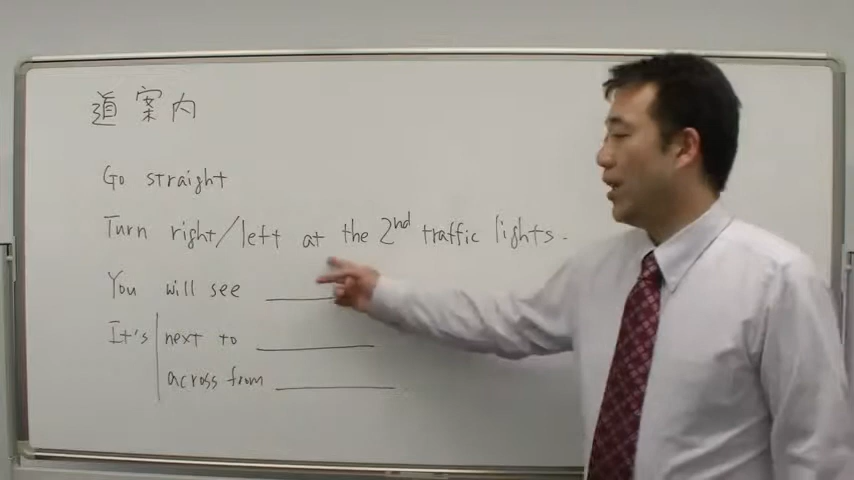 道案内
Go straight
Turn right/left at the 2nd traffic lights.
You will see ______
It's | next to ______
across from ______